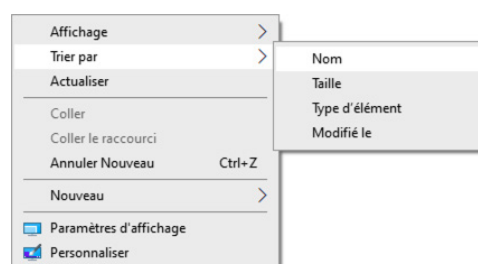 Affichage
Trier par
Actualiser
Coller
Coller le raccourci
Annuler Nouveau Ctrl+Z
Nouveau
Paramètres d'affichage
Personnaliser
Nom
Taille
Type d'élément
Modifié le